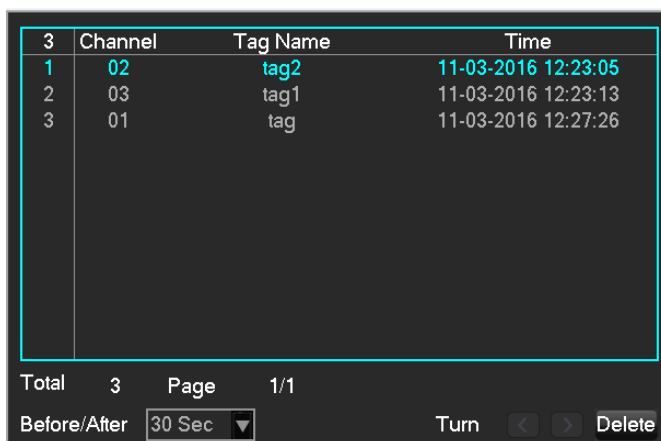 3 Channel Tag Name Time
1 02 tag2 11-03-2016 12:23:05
2 03 tag1 11-03-2016 12:23:13
3 01 tag 11-03-2016 12:27:26
Total 3 Page 1/1
Before/After 30 Sec Turn < > Delete